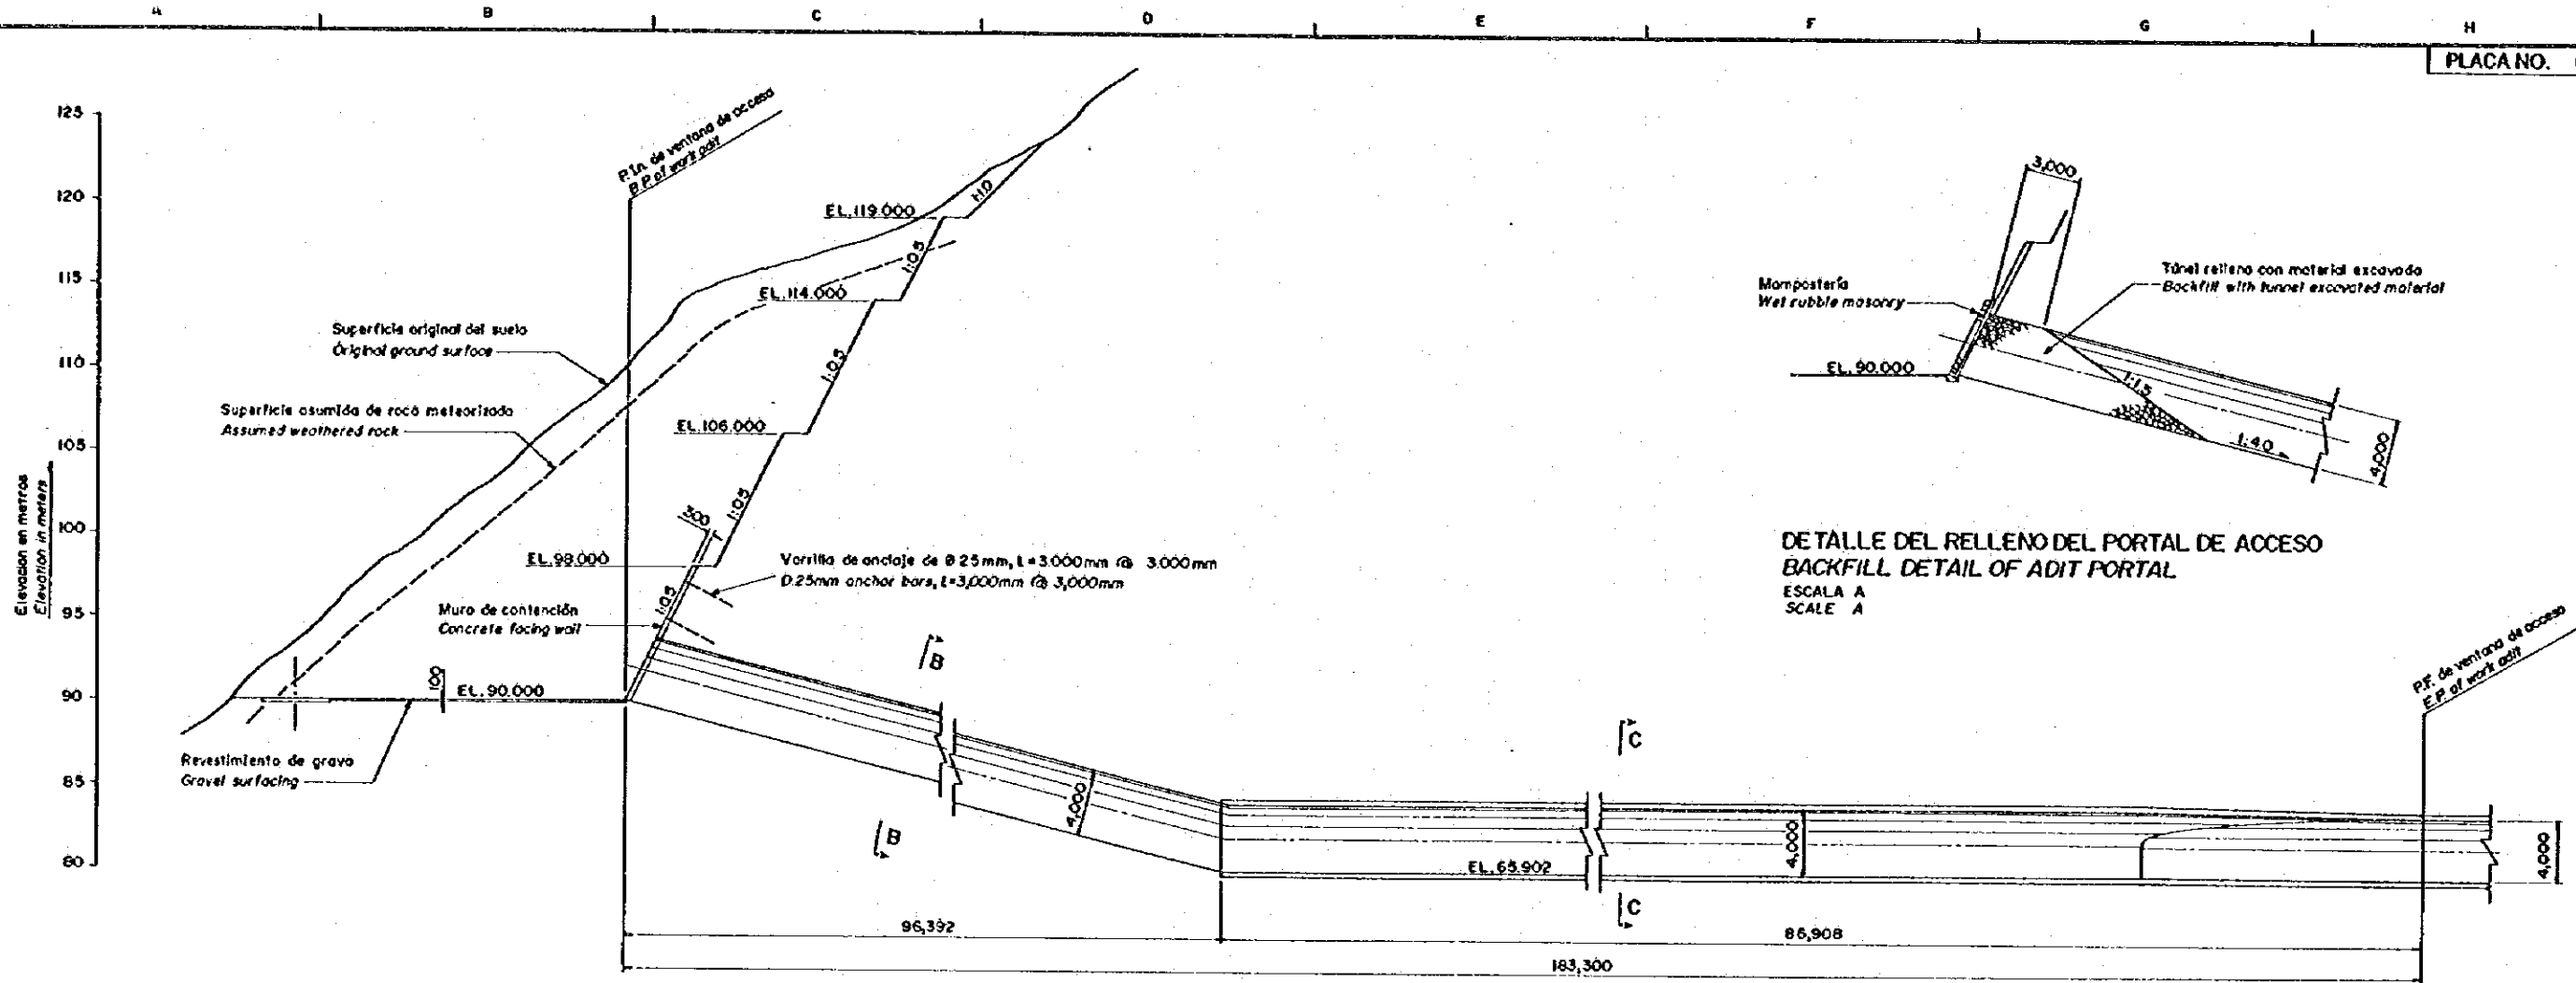 A B C D E F G H
PLACA NO.
125
120
115
110
105
100
95
90
85
80
Elevacion en metros
Elevation in meters
P.In. de ventana de acceso
B.P. of work adit
EL.119.000
1:1.0
1:0.5
EL.114.000
1:0.5
EL.106.000
1:0.5
300
EL.98.000
1:0.5
Superficie original del suelo
Original ground surface
Superficie asumida de roca meteorizada
Assumed weathered rock
Varrilla de anclaje de Ø 25mm, L=3.000mm @ 3.000mm
D.25mm anchor bars, L=3,000mm @ 3,000mm
Muro de contención
Concrete facing wall
100
EL.90.000
Revestimiento de grava
Gravel surfacing
B
B
4,000
C
C
EL.65.902
4,000
4,000
P.F. de ventana de acceso
E.P. of work adit
96,392
86,908
183,300
3,000
Mampostería
Wet rubble masonry
Túnel relleno con material excavado
Backfill with tunnel excavated material
EL.90.000
1:1.5
1:4.0
4,000
DETALLE DEL RELLENO DEL PORTAL DE ACCESO
BACKFILL DETAIL OF ADIT PORTAL
ESCALA A
SCALE A